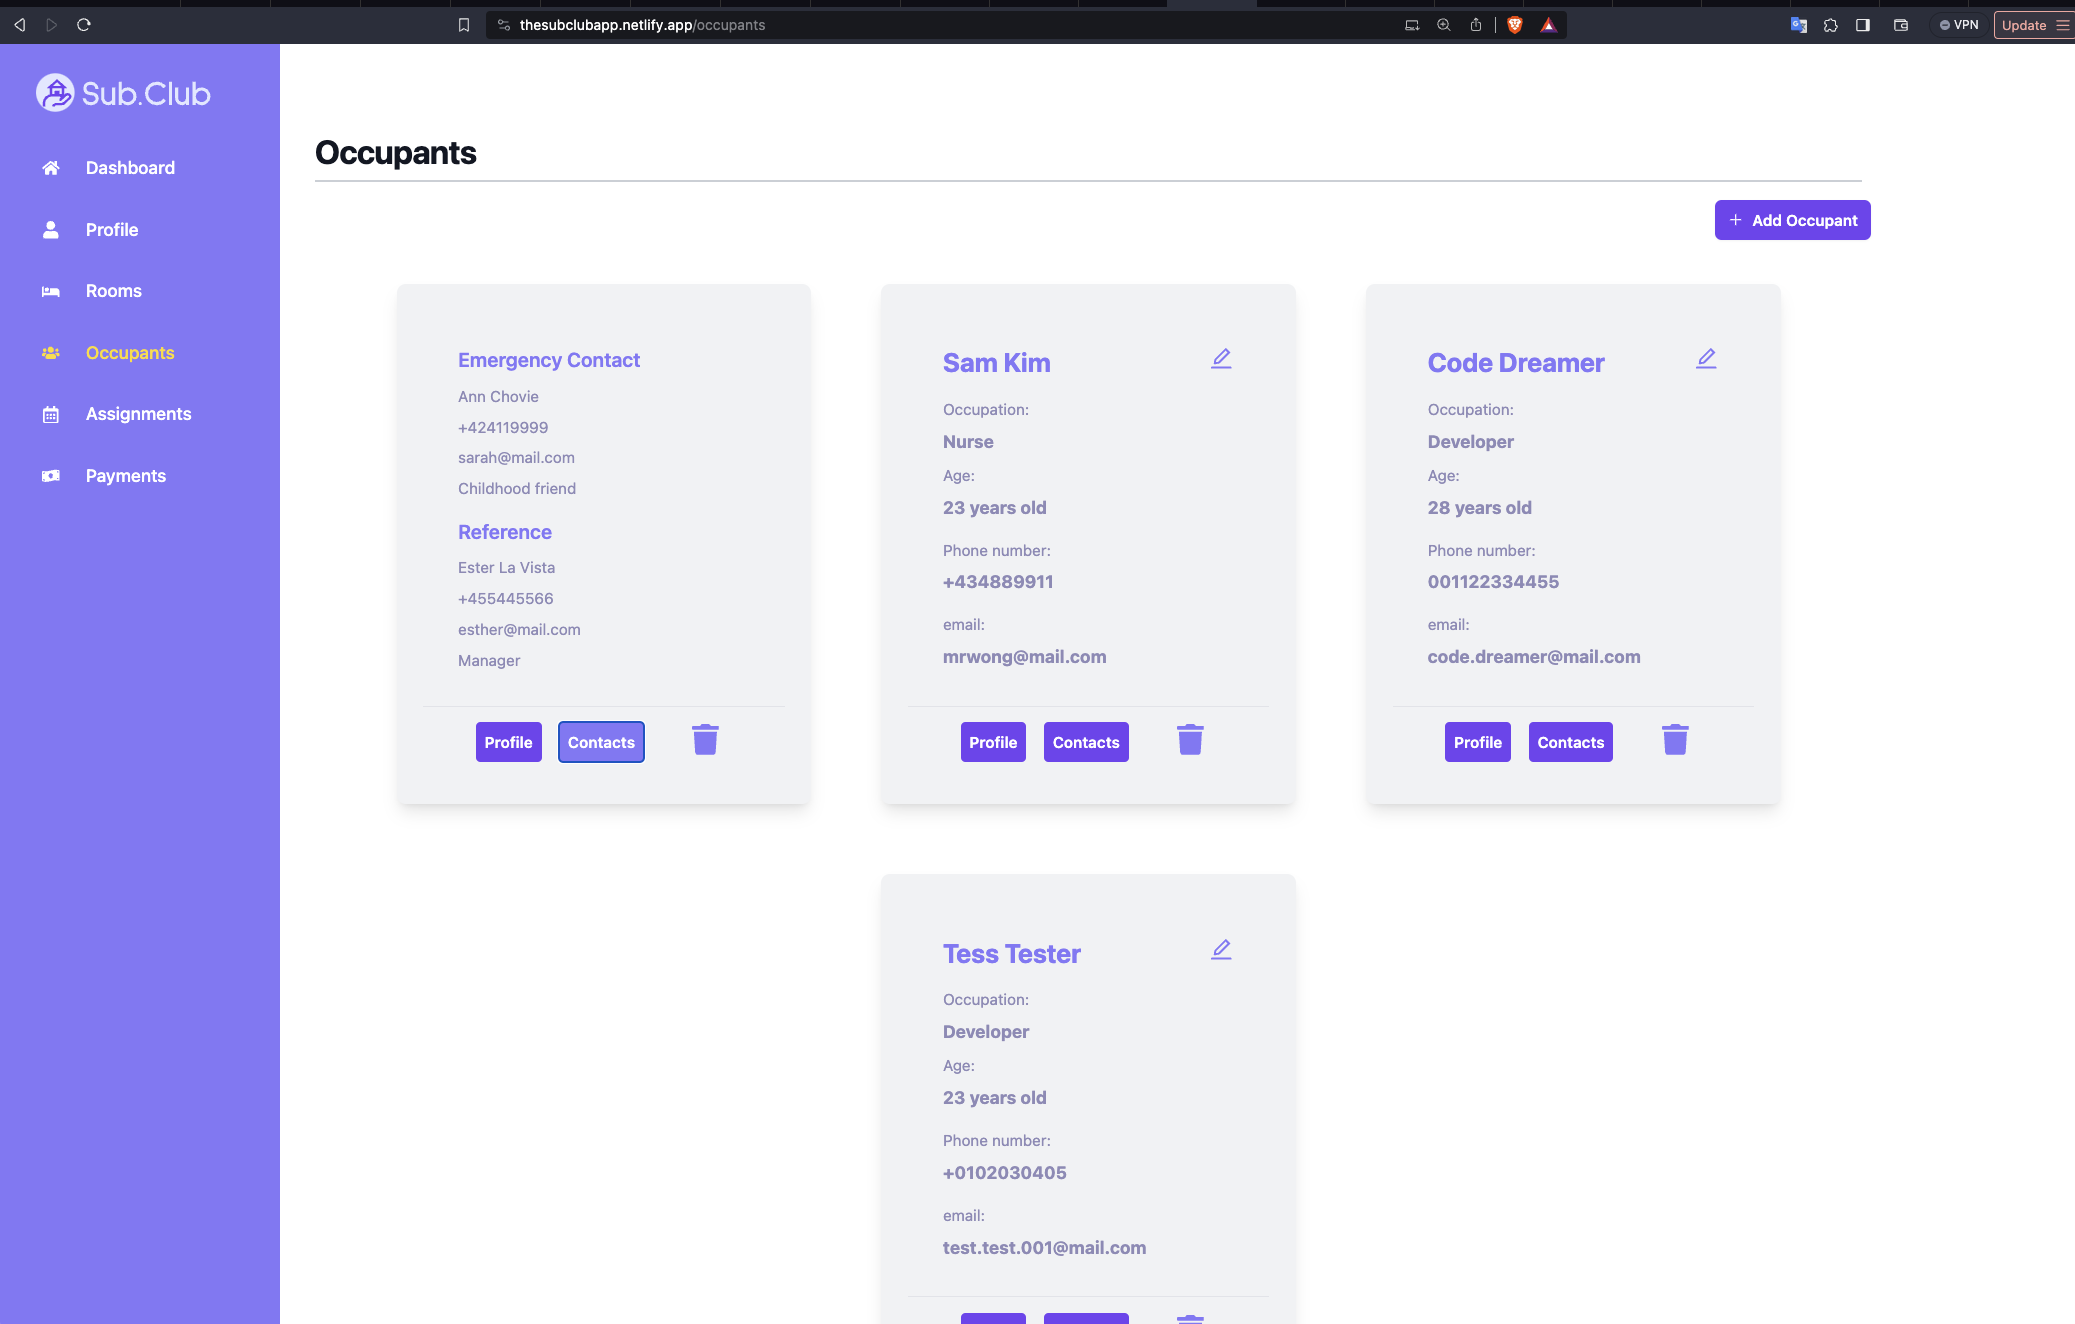 thesubclubapp.netlify.app/occupants
VPN
Update
Sub.Club
Dashboard
Profile
Rooms
Occupants
Assignments
Payments
Occupants
+ Add Occupant
Emergency Contact
Ann Chovie
+424119999
sarah@mail.com
Childhood friend
Reference
Ester La Vista
+455445566
esther@mail.com
Manager
Profile
Contacts
Sam Kim
Occupation:
Nurse
Age:
23 years old
Phone number:
+434889911
email:
mrwong@mail.com
Profile
Contacts
Code Dreamer
Occupation:
Developer
Age:
28 years old
Phone number:
001122334455
email:
code.dreamer@mail.com
Profile
Contacts
Tess Tester
Occupation:
Developer
Age:
23 years old
Phone number:
+0102030405
email:
test.test.001@mail.com